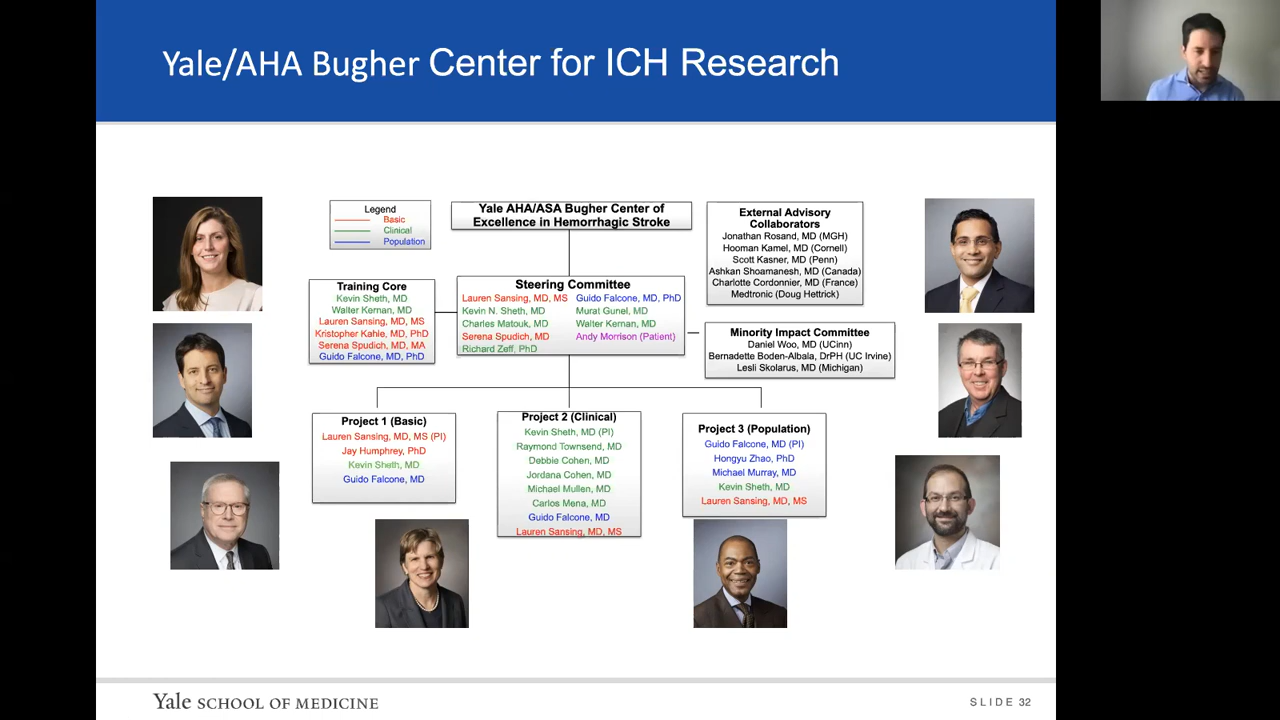 Yale/AHA Bugher Center for ICH Research
Legend
Basic
Clinical
Population
Yale AHA/ASA Bugher Center of
Excellence in Hemorrhagic Stroke
External Advisory
Collaborators
Jonathan Rosand, MD (MGH)
Hooman Kamel, MD (Cornell)
Scott Kasner, MD (Penn)
Ashkan Shoamanesh, MD (Canada)
Charlotte Cordonnier, MD (France)
Medtronic (Doug Hettrick)
Training Core
Kevin Sheth, MD
Walter Kernan, MD
Lauren Sansing, MD, MS
Kristopher Kahle, MD, PhD
Serena Spudich, MD, MA
Guido Falcone, MD, PhD
Steering Committee
Lauren Sansing, MD, MS Guido Falcone, MD, PhD
Kevin N. Sheth, MD Murat Gunel, MD
Charles Matouk, MD Walter Kernan, MD
Serena Spudich, MD Andy Morrison (Patient)
Richard Zeff, PhD
Minority Impact Committee
Daniel Woo, MD (UCinn)
Bernadette Boden-Albala, DrPH (UC Irvine)
Lesli Skolarus, MD (Michigan)
Project 1 (Basic)
Lauren Sansing, MD, MS (PI)
Jay Humphrey, PhD
Kevin Sheth, MD
Guido Falcone, MD
Project 2 (Clinical)
Kevin Sheth, MD (PI)
Raymond Townsend, MD
Debbie Cohen, MD
Jordana Cohen, MD
Michael Mullen, MD
Carlos Mena, MD
Guido Falcone, MD
Lauren Sansing, MD, MS
Project 3 (Population)
Guido Falcone, MD (PI)
Hongyu Zhao, PhD
Michael Murray, MD
Kevin Sheth, MD
Lauren Sansing, MD, MS
Yale SCHOOL OF MEDICINE
SLIDE 32